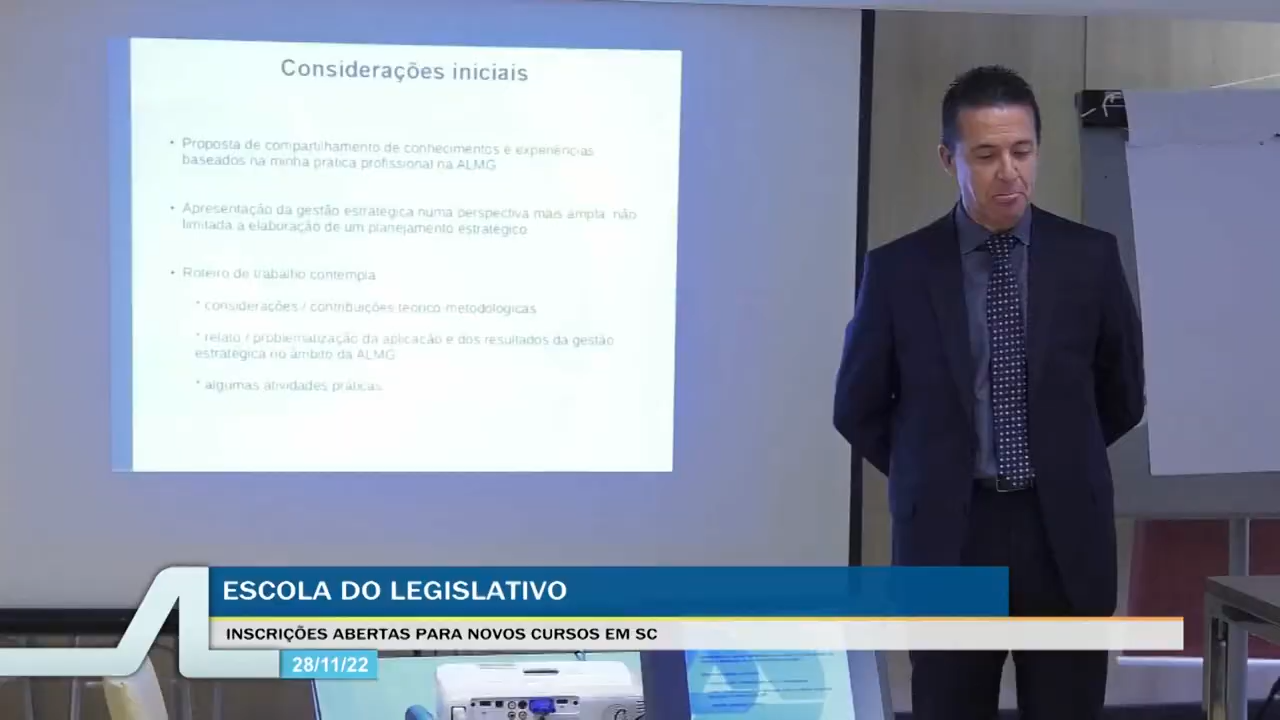 Considerações iniciais
• Proposta de compartilhamento de conhecimentos e experiências
baseados na minha prática profissional na ALMG
• Apresentação da gestão estratégica numa perspectiva mais ampla, não
limitada a elaboração de um planejamento estratégico
• Roteiro de trabalho contempla
* considerações / contribuições teórico metodológicas
* relato / problematização da aplicação e dos resultados da gestão
estratégica no âmbito da ALMG
* algumas atividades práticas
ESCOLA DO LEGISLATIVO
INSCRIÇÕES ABERTAS PARA NOVOS CURSOS EM SC
28/11/22